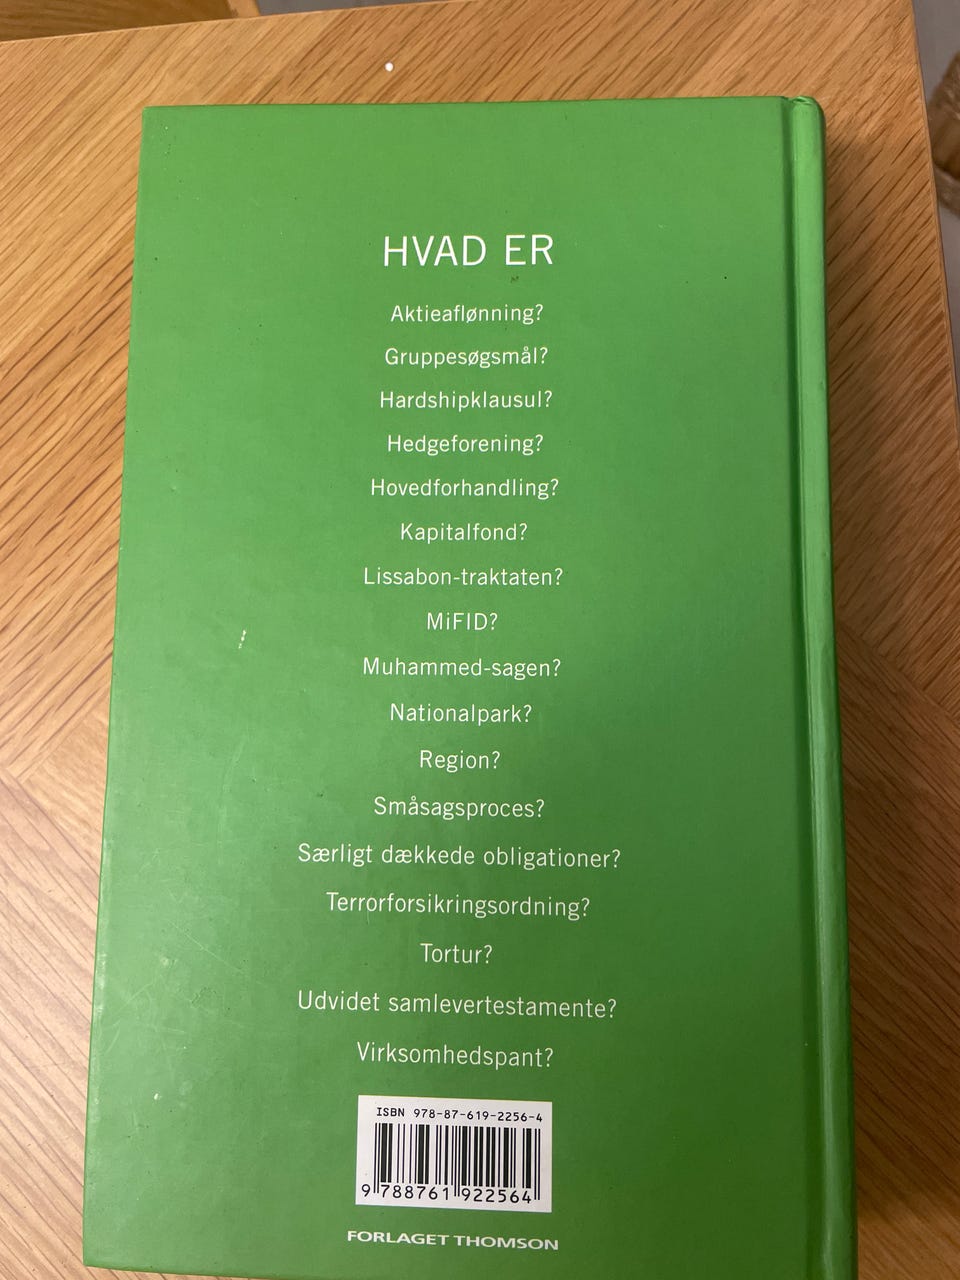 HVAD ER
Aktieaflønning?
Gruppesøgsmål?
Hardshipklausul?
Hedgeforening?
Hovedforhandling?
Kapitalfond?
Lissabon-traktaten?
MiFID?
Muhammed-sagen?
Nationalpark?
Region?
Småsagsproces?
Særligt dækkede obligationer?
Terrorforsikringsordning?
Tortur?
Udvidet samlevertestamente?
Virksomhedspant?
ISBN 978-87-619-2256-4
9 788761 922564
FORLAGET THOMSON